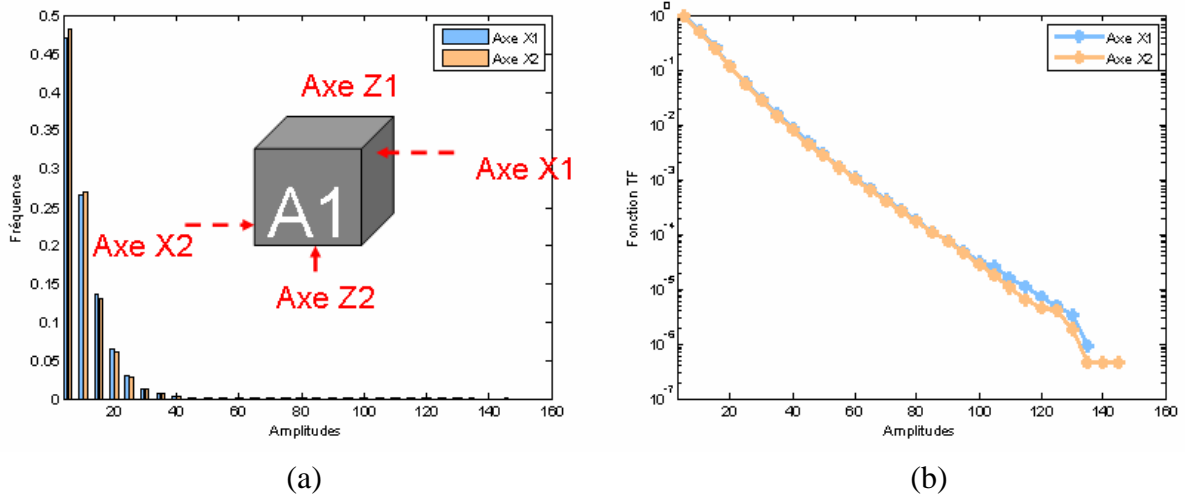 0.5
0.45
0.4
0.35
0.3
0.25
0.2
0.15
0.1
0.05
0
Fréquence
20 40 60 80 100 120 140 160
Amplitudes
Axe X1
Axe X2
Axe Z1
Axe X1
A1
Axe X2
Axe Z2
(a)
10^0
10^-1
10^-2
10^-3
10^-4
10^-5
10^-6
10^-7
Fonction TF
20 40 60 80 100 120 140 160
Amplitudes
Axe X1
Axe X2
(b)